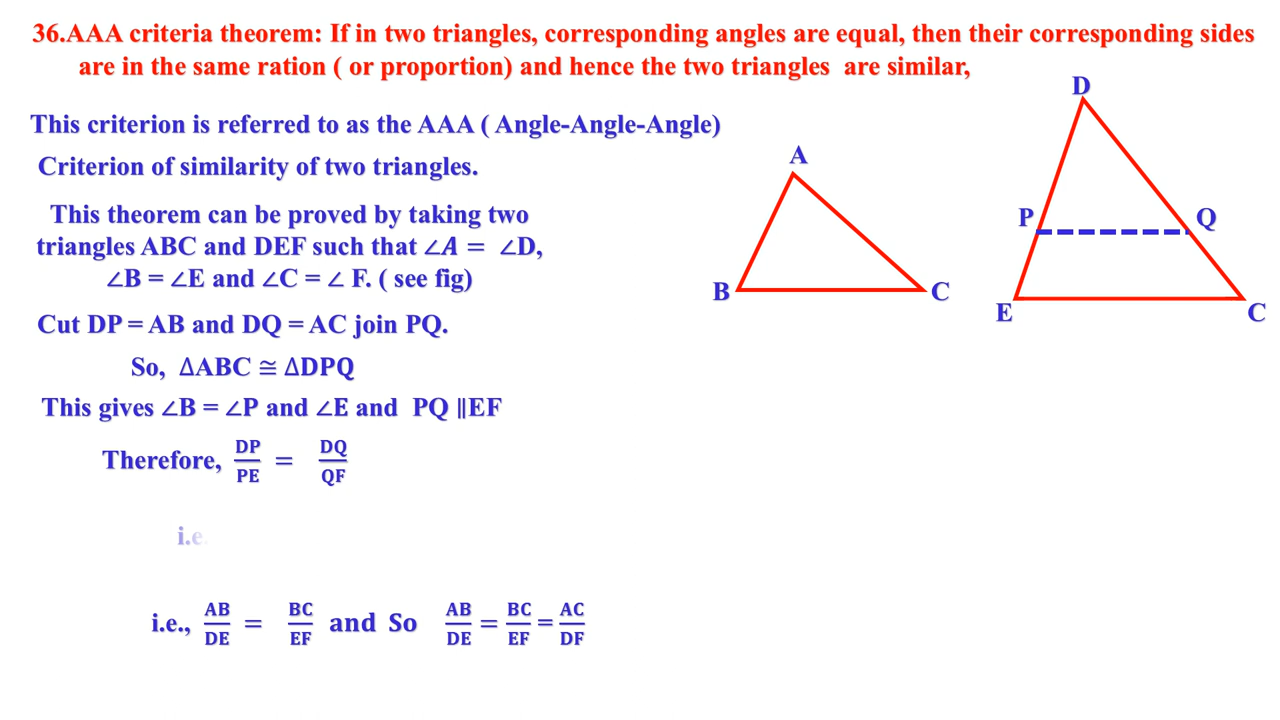 36.AAA criteria theorem: If in two triangles, corresponding angles are equal, then their corresponding sides
are in the same ration ( or proportion) and hence the two triangles are similar,
This criterion is referred to as the AAA ( Angle-Angle-Angle)
Criterion of similarity of two triangles.
This theorem can be proved by taking two
triangles ABC and DEF such that ∠A = ∠D,
∠B = ∠E and ∠C = ∠ F. ( see fig)
Cut DP = AB and DQ = AC join PQ.
So, ΔABC ≅ ΔDPQ
This gives ∠B = ∠P and ∠E and PQ ∥EF
Therefore, DP/PE = DQ/QF
i.e.
i.e., AB/DE = BC/EF and So AB/DE = BC/EF = AC/DF
A
B
C
D
P
Q
E
C